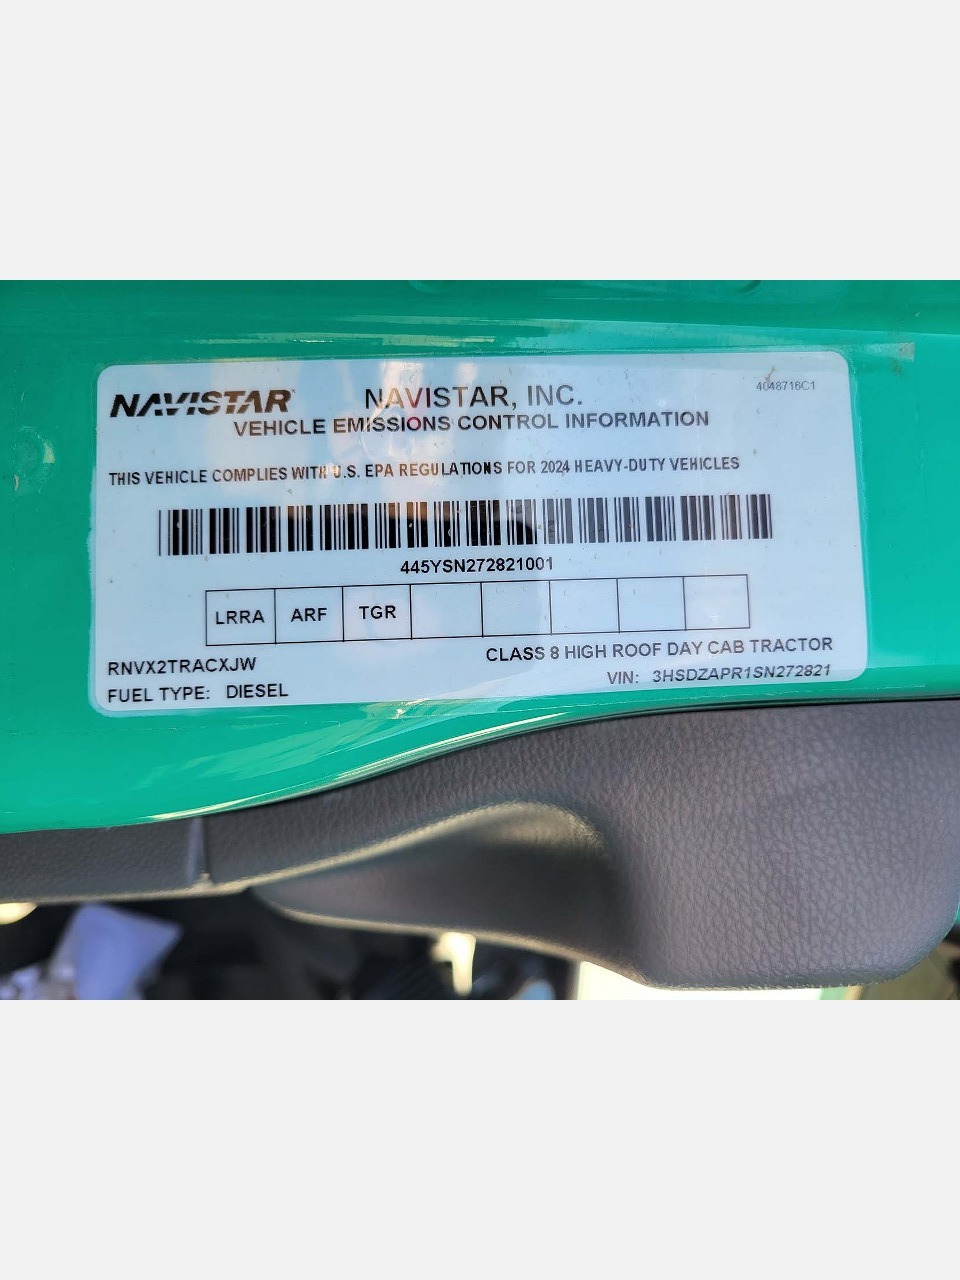 NAVISTAR
NAVISTAR, INC.
4048716C1
VEHICLE EMISSIONS CONTROL INFORMATION
THIS VEHICLE COMPLIES WITH U.S. EPA REGULATIONS FOR 2024 HEAVY-DUTY VEHICLES
445YSN272821001
LRRA ARF TGR
RNVX2TRACXJW
CLASS 8 HIGH ROOF DAY CAB TRACTOR
FUEL TYPE: DIESEL
VIN: 3HSDZAPR1SN272821